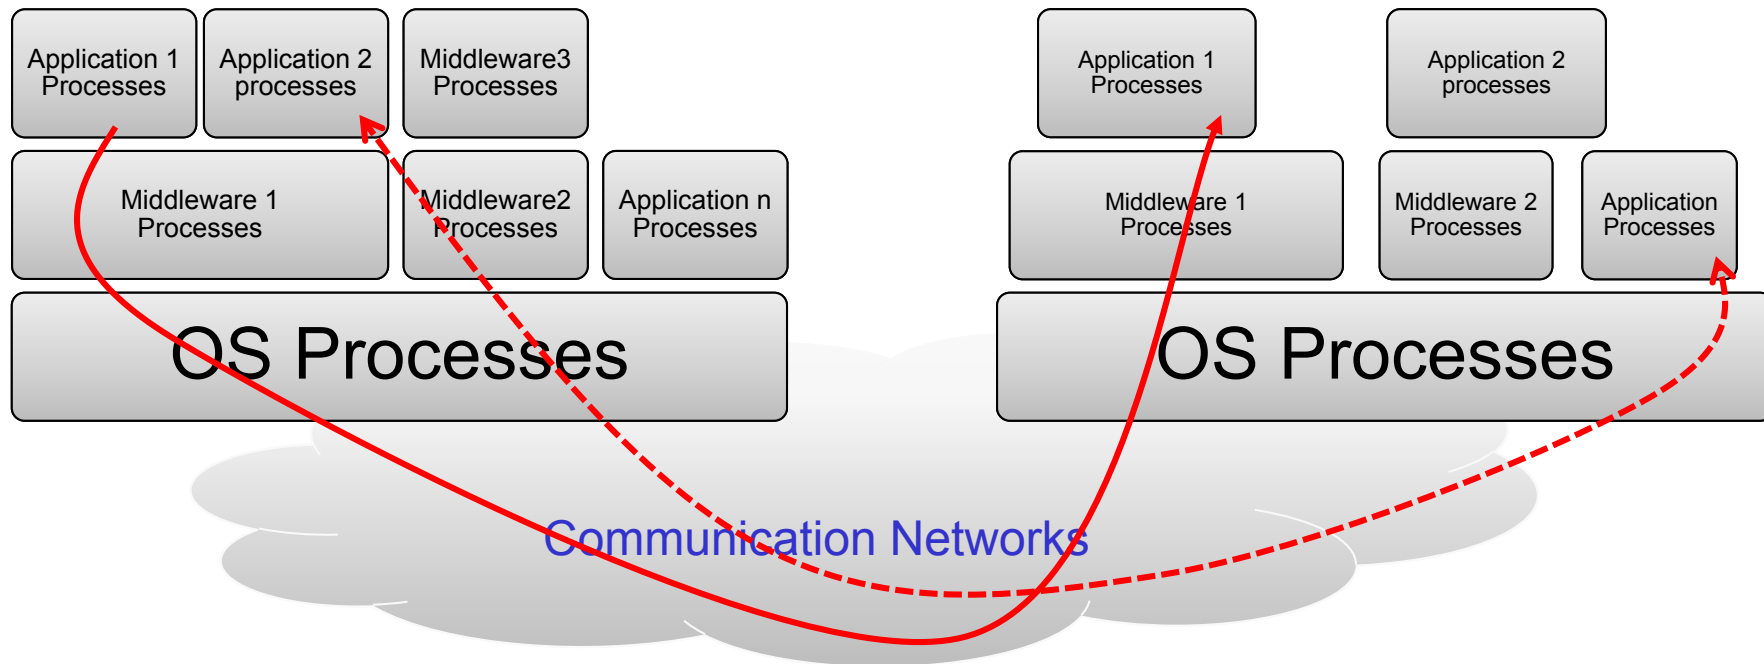 Application 1
Processes
Application 2
processes
Middleware3
Processes
Application 1
Processes
Application 2
processes
Middleware 1
Processes
Middleware2
Processes
Application n
Processes
Middleware 1
Processes
Middleware 2
Processes
Application
Processes
OS Processes
OS Processes
Communication Networks